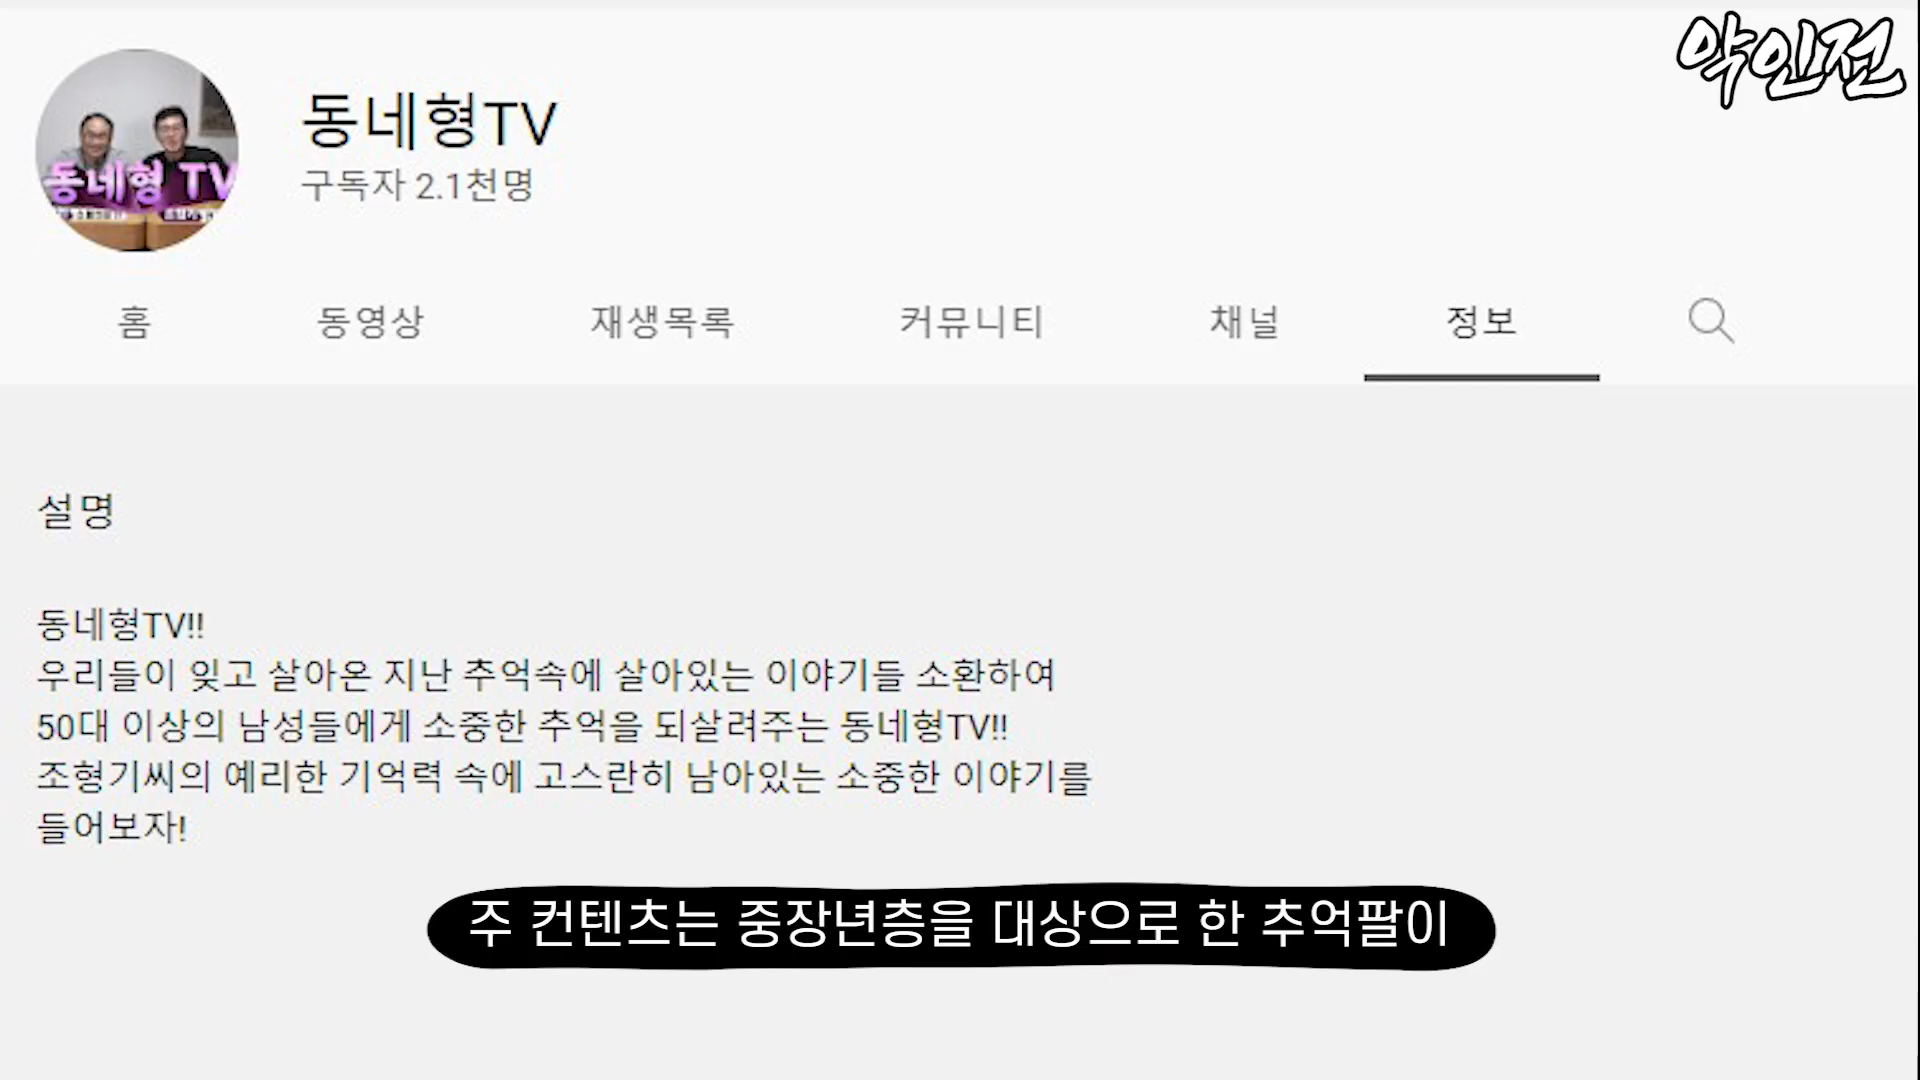 약인전
동네형 TV
동네형TV
구독자 2.1천명
홈 동영상 재생목록 커뮤니티 채널 정보
설명
동네형TV!!
우리들이 잊고 살아온 지난 추억속에 살아있는 이야기들 소환하여
50대 이상의 남성들에게 소중한 추억을 되살려주는 동네형TV!!
조형기씨의 예리한 기억력 속에 고스란히 남아있는 소중한 이야기를
들어보자!
주 컨텐츠는 중장년층을 대상으로 한 추억팔이